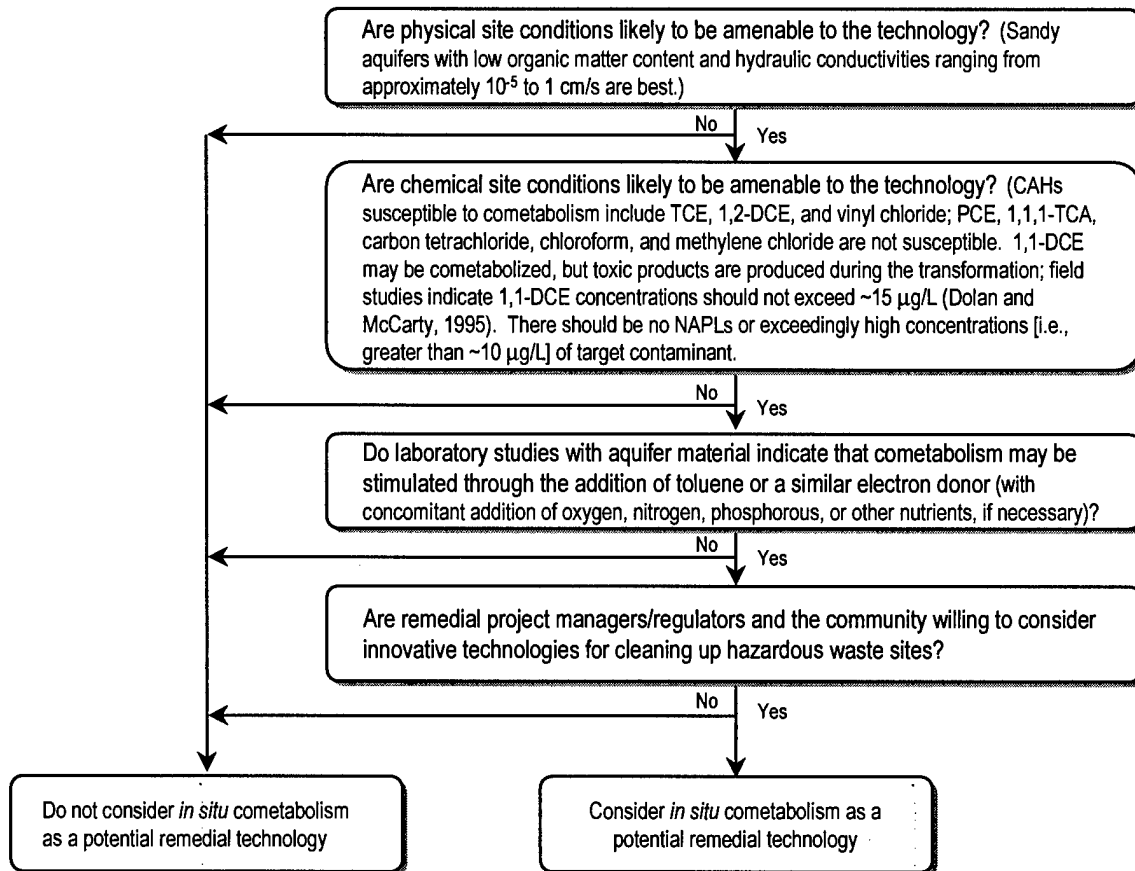 Are physical site conditions likely to be amenable to the technology? (Sandy
aquifers with low organic matter content and hydraulic conductivities ranging from
approximately 10⁻⁵ to 1 cm/s are best.)
No
Yes
Are chemical site conditions likely to be amenable to the technology? (CAHs
susceptible to cometabolism include TCE, 1,2-DCE, and vinyl chloride; PCE, 1,1,1-TCA,
carbon tetrachloride, chloroform, and methylene chloride are not susceptible. 1,1-DCE
may be cometabolized, but toxic products are produced during the transformation; field
studies indicate 1,1-DCE concentrations should not exceed ~15 µg/L (Dolan and
McCarty, 1995). There should be no NAPLs or exceedingly high concentrations [i.e.,
greater than ~10 µg/L] of target contaminant.
No
Yes
Do laboratory studies with aquifer material indicate that cometabolism may be
stimulated through the addition of toluene or a similar electron donor (with
concomitant addition of oxygen, nitrogen, phosphorous, or other nutrients, if necessary)?
No
Yes
Are remedial project managers/regulators and the community willing to consider
innovative technologies for cleaning up hazardous waste sites?
No
Yes
Do not consider in situ cometabolism
as a potential remedial technology
Consider in situ cometabolism as a
potential remedial technology